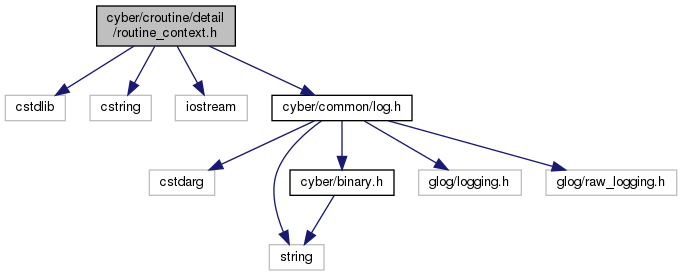 cyber/croutine/detail
/routine_context.h
cstdlib
cstring
iostream
cyber/common/log.h
cstdarg
cyber/binary.h
glog/logging.h
glog/raw_logging.h
string